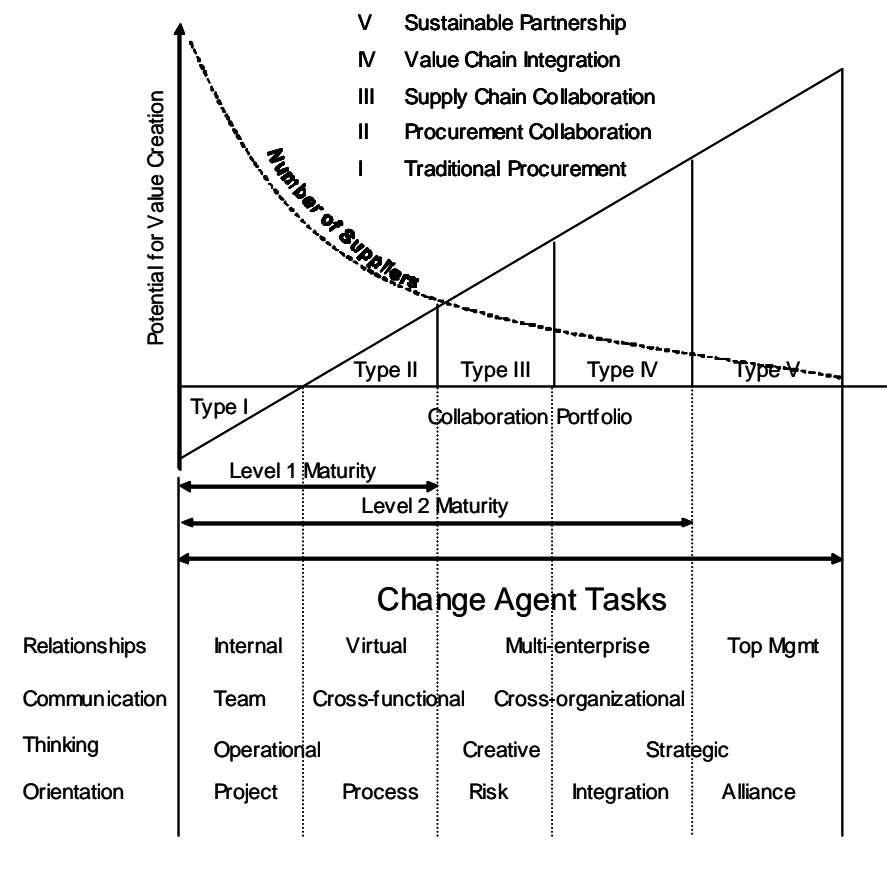 V Sustainable Partnership
IV Value Chain Integration
III Supply Chain Collaboration
II Procurement Collaboration
I Traditional Procurement
Potential for Value Creation
Number of Suppliers
Type II Type III Type IV Type V
Type I
Collaboration Portfolio
Level 1 Maturity
Level 2 Maturity
Change Agent Tasks
Relationships Internal Virtual Multi-enterprise Top Mgmt
Communication Team Cross-functional Cross-organizational
Thinking Operational Creative Strategic
Orientation Project Process Risk Integration Alliance